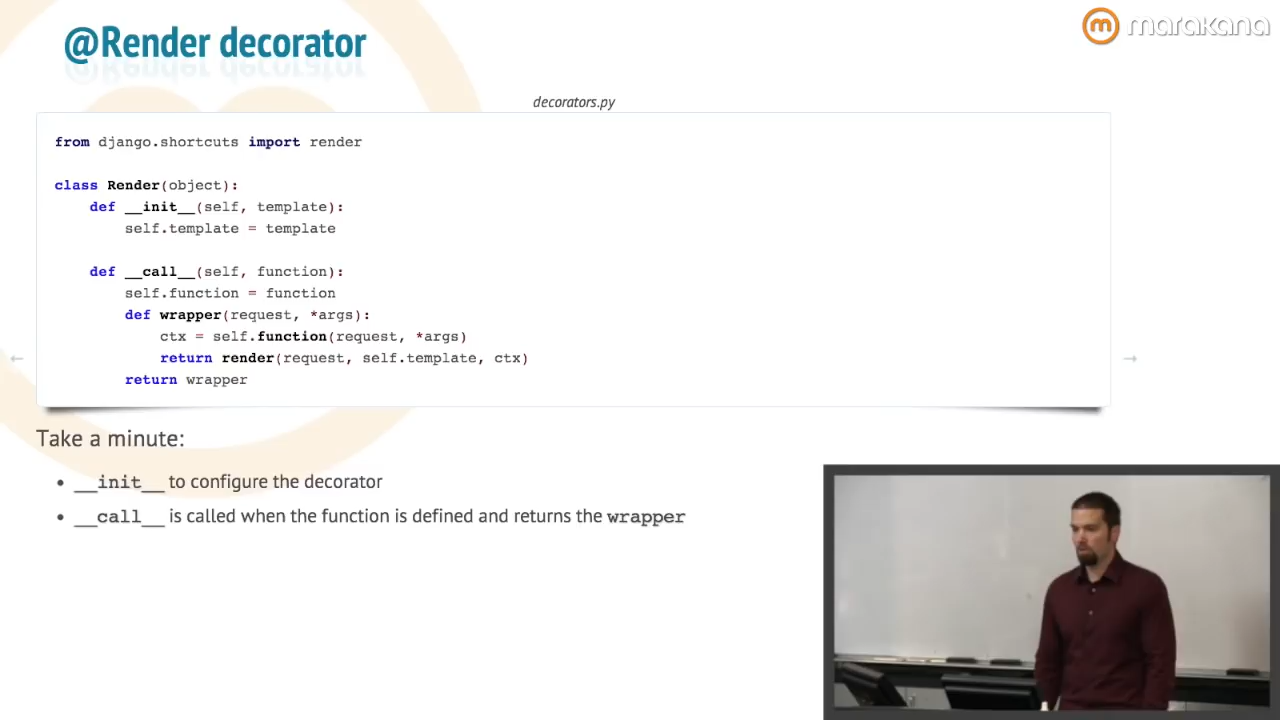 @Render decorator
marakana
decorators.py
from django.shortcuts import render
class Render(object):
    def __init__(self, template):
        self.template = template
    def __call__(self, function):
        self.function = function
        def wrapper(request, *args):
            ctx = self.function(request, *args)
            return render(request, self.template, ctx)
        return wrapper
Take a minute:
• __init__ to configure the decorator
• __call__ is called when the function is defined and returns the wrapper